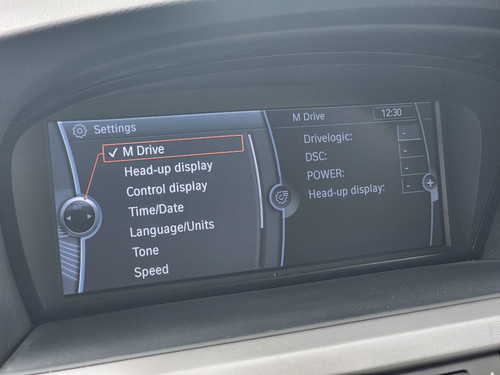 Settings
M Drive
Head-up display
Control display
Time/Date
Language/Units
Tone
Speed
M Drive
12:30
Drivelogic: -
DSC: -
POWER: -
Head-up display: -